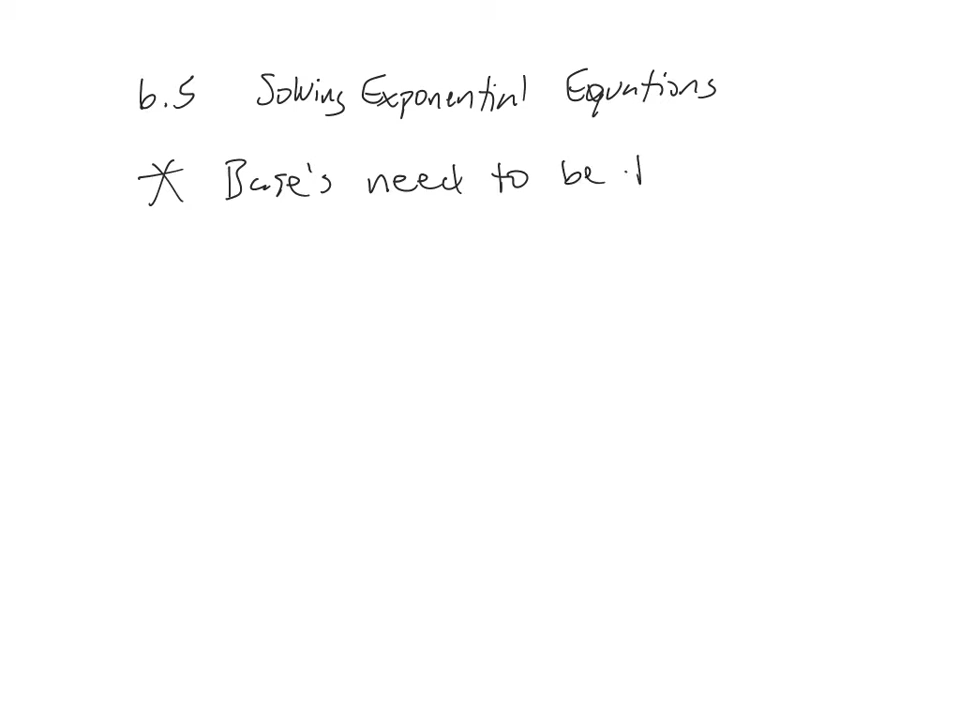 6.5 Solving Exponential Equations
* Base's need to be